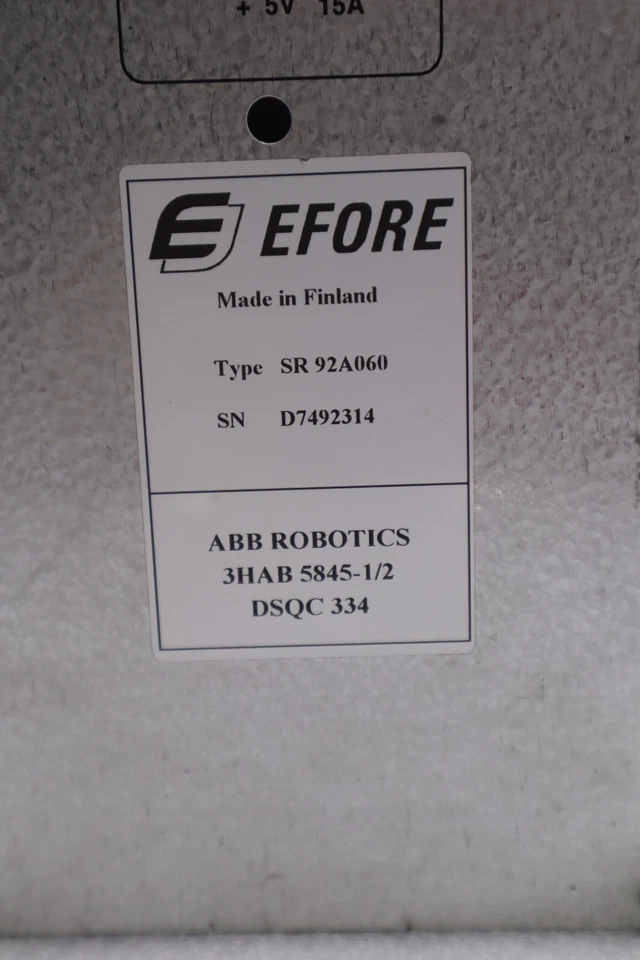 + 5V 15A
EFORE
Made in Finland
Type SR 92A060
SN D7492314
ABB ROBOTICS
3HAB 5845-1/2
DSQC 334